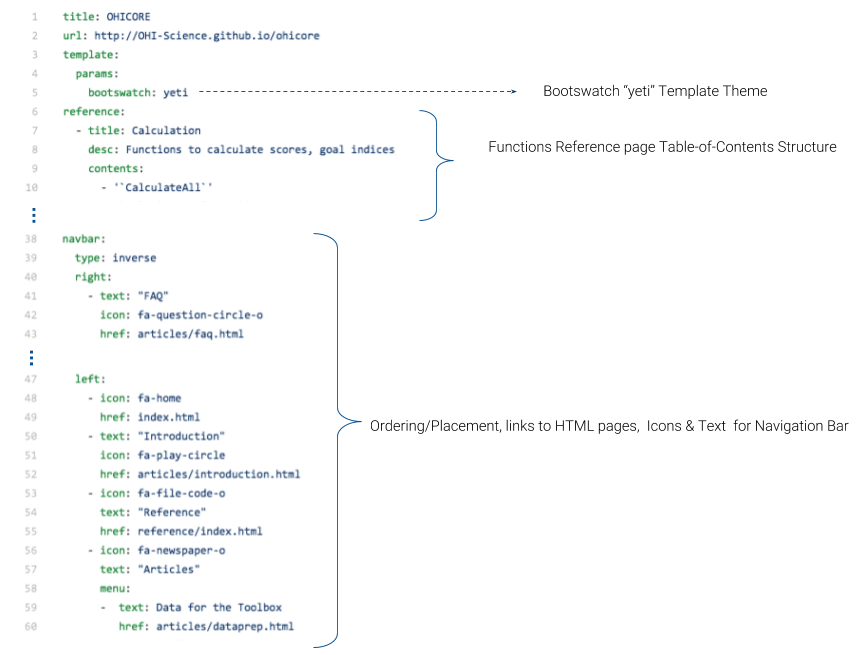 1 title: OHICORE
2 url: http://OHI-Science.github.io/ohicore
3 template:
4 params:
5 bootswatch: yeti
Bootswatch “yeti” Template Theme
6 reference:
7 - title: Calculation
8 desc: Functions to calculate scores, goal indices
Functions Reference page Table-of-Contents Structure
9 contents:
10 - '``CalculateAll``'
38 navbar:
39 type: inverse
40 right:
41 - text: "FAQ"
42 icon: fa-question-circle-o
43 href: articles/faq.html
47 left:
48 - icon: fa-home
49 href: index.html
50 - text: "Introduction"
Ordering/Placement, links to HTML pages, Icons & Text for Navigation Bar
51 icon: fa-play-circle
52 href: articles/introduction.html
53 - icon: fa-file-code-o
54 text: "Reference"
55 href: reference/index.html
56 - icon: fa-newspaper-o
57 text: "Articles"
58 menu:
59 - text: Data for the Toolbox
60 href: articles/dataprep.html